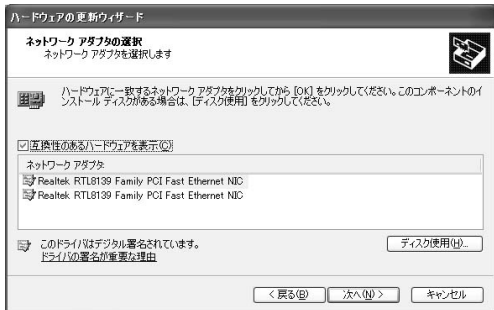 ハードウェアの更新ウィザード
ネットワーク アダプタの選択
ネットワーク アダプタを選択します
ハードウェアに一致するネットワーク アダプタをクリックしてから [OK] をクリックしてください。このコンポーネントのイ
ンストール ディスクがある場合は、[ディスク使用] をクリックしてください。
互換性のあるハードウェアを表示(C)
ネットワーク アダプタ:
Realtek RTL8139 Family PCI Fast Ethernet NIC
Realtek RTL8139 Family PCI Fast Ethernet NIC
このドライバはデジタル署名されています。
ドライバの署名が重要な理由
ディスク使用(H)...
< 戻る(B)
次へ(N) >
キャンセル